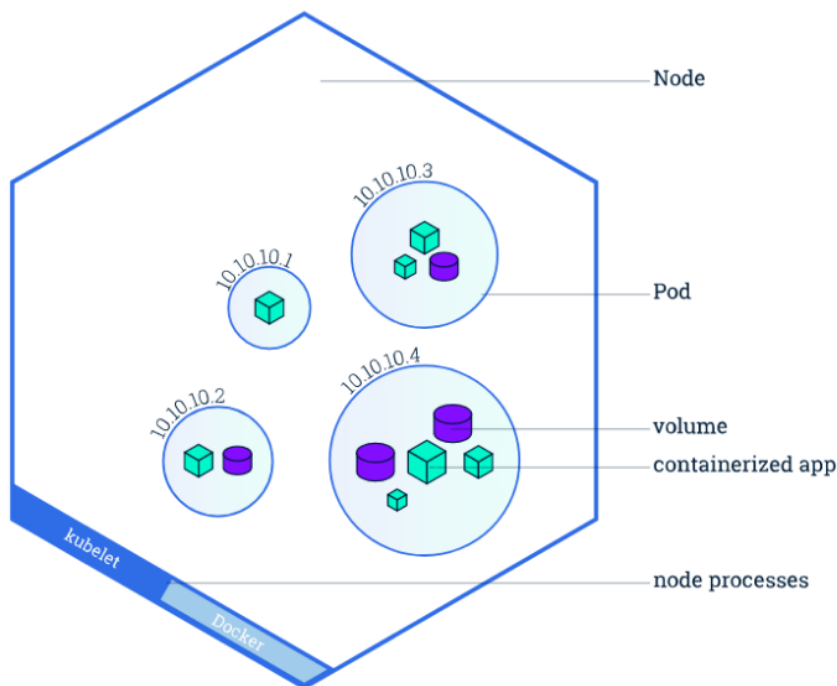 Node
10.10.10.3
10.10.10.1
Pod
10.10.10.4
10.10.10.2
volume
containerized app
kubelet
node processes
Docker